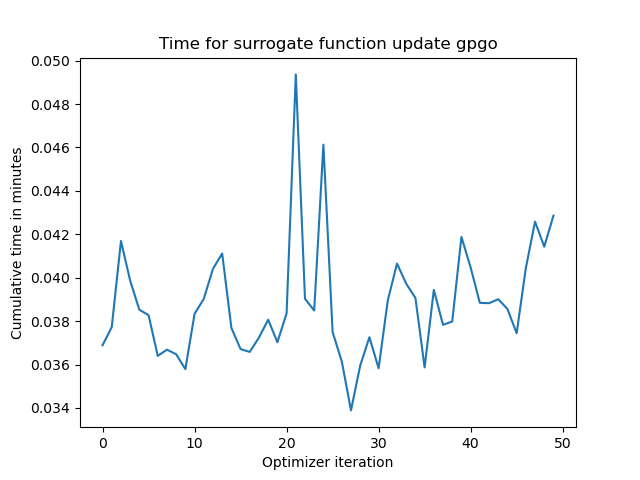 Time for surrogate function update gpgo
Cumulative time in minutes
0.050
0.048
0.046
0.044
0.042
0.040
0.038
0.036
0.034
0 10 20 30 40 50
Optimizer iteration